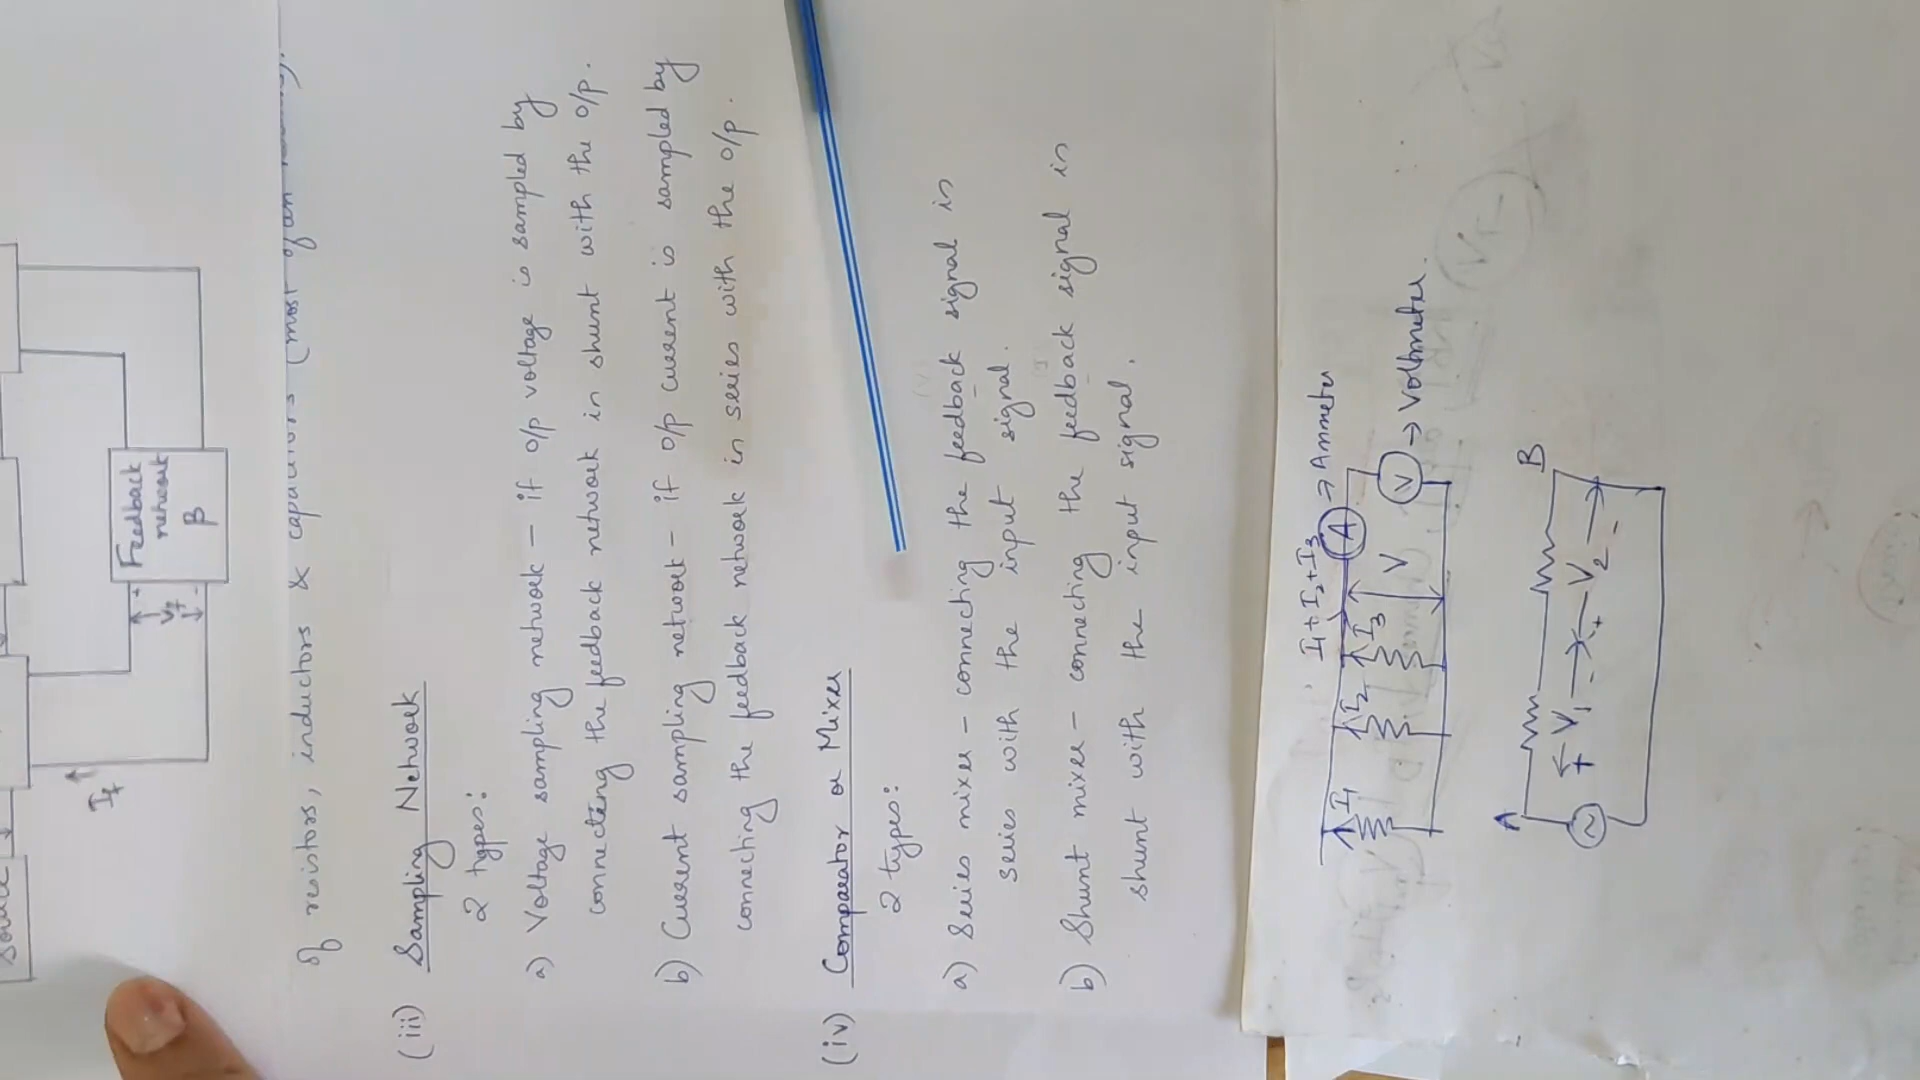 Source
If
Vf
Feedback
network
β
of resistors, inductors & capacitors (most often
(iii) Sampling Network
2 types:
a) Voltage sampling network - if o/p voltage is sampled by
connecting the feedback network in shunt with the o/p.
b) Current sampling network - if o/p current is sampled by
connecting the feedback network in series with the o/p.
(iv) Comparator or Mixer
2 types:
a) Series mixer - connecting the feedback signal in
series with the input signal.
b) Shunt mixer - connecting the feedback signal in
shunt with the input signal.
I1+I2+I3 → Ammeter
A
I1 I2 I3 V V → Voltmeter.
A B
+ V1 - + V2 -